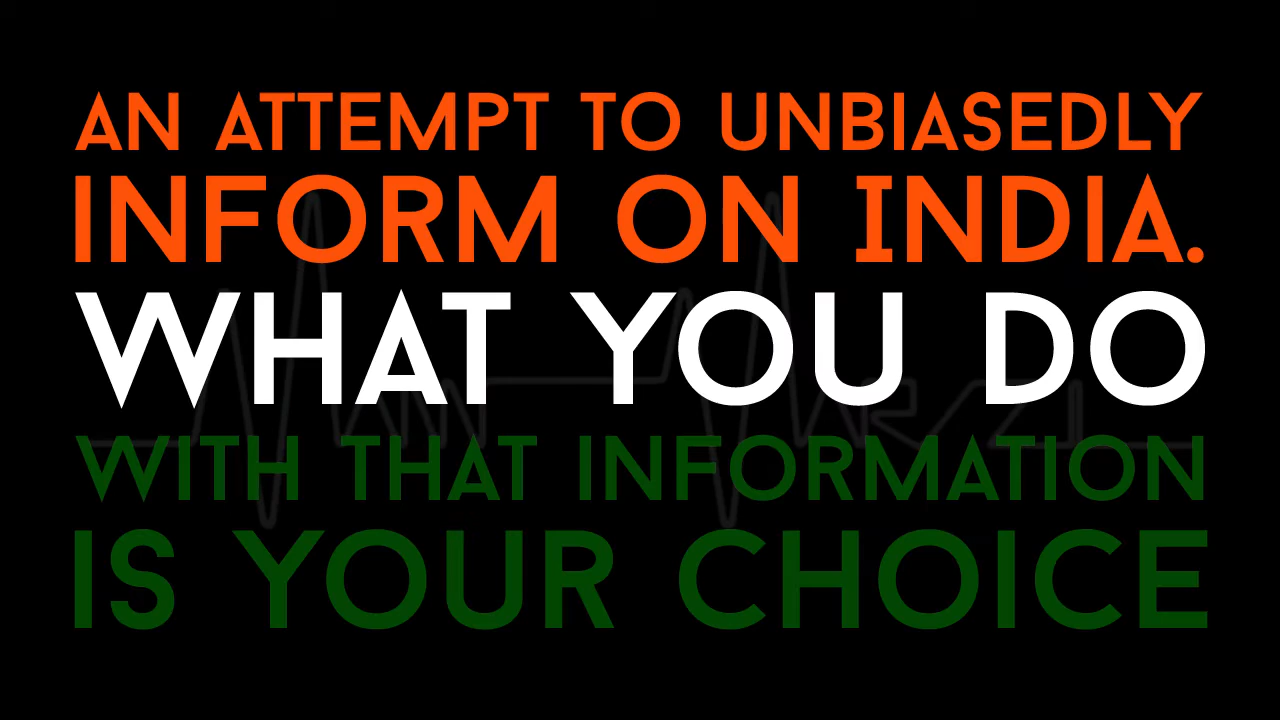 AN ATTEMPT TO UNBIASEDLY
INFORM ON INDIA.
WHAT YOU DO
WITH THAT INFORMATION
IS YOUR CHOICE